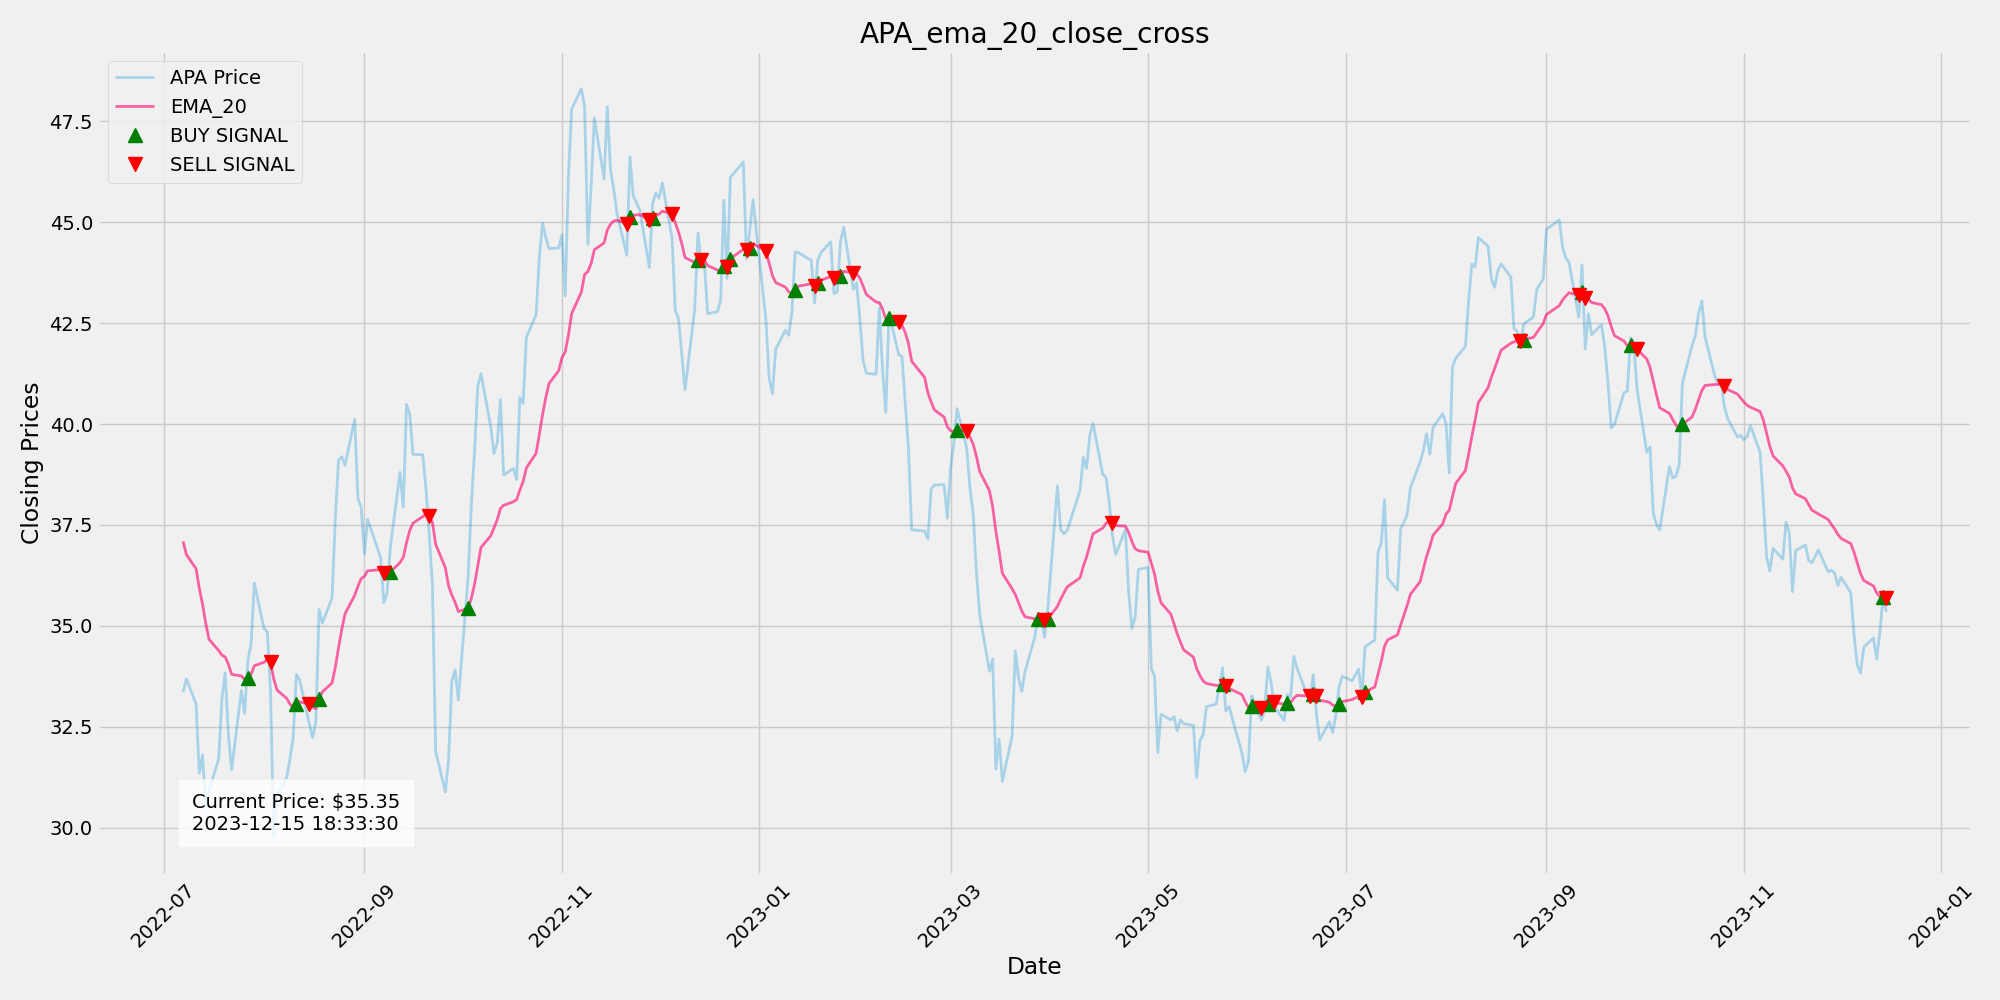 APA_ema_20_close_cross
APA Price
EMA_20
BUY SIGNAL
SELL SIGNAL
47.5
45.0
42.5
40.0
37.5
35.0
32.5
30.0
Closing Prices
Current Price: $35.35
2023-12-15 18:33:30
2022-07
2022-09
2022-11
2023-01
2023-03
2023-05
2023-07
2023-09
2023-11
2024-01
Date